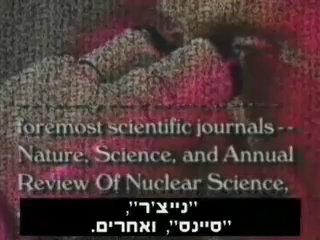 foremost scientific journals--
Nature, Science, and Annual
Review Of Nuclear Science,
"נייצ'ר",
"סיינס", ואחרים.